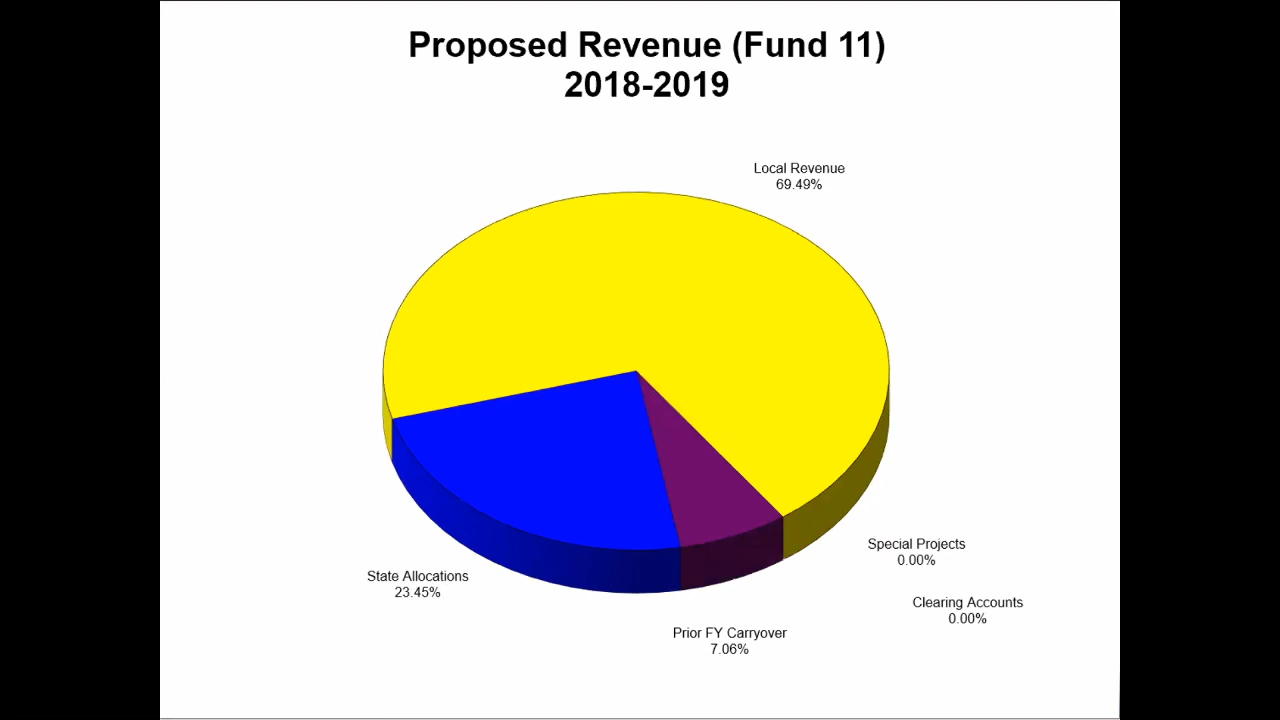 Proposed Revenue (Fund 11)
2018-2019
Local Revenue
69.49%
Special Projects
0.00%
State Allocations
23.45%
Clearing Accounts
0.00%
Prior FY Carryover
7.06%